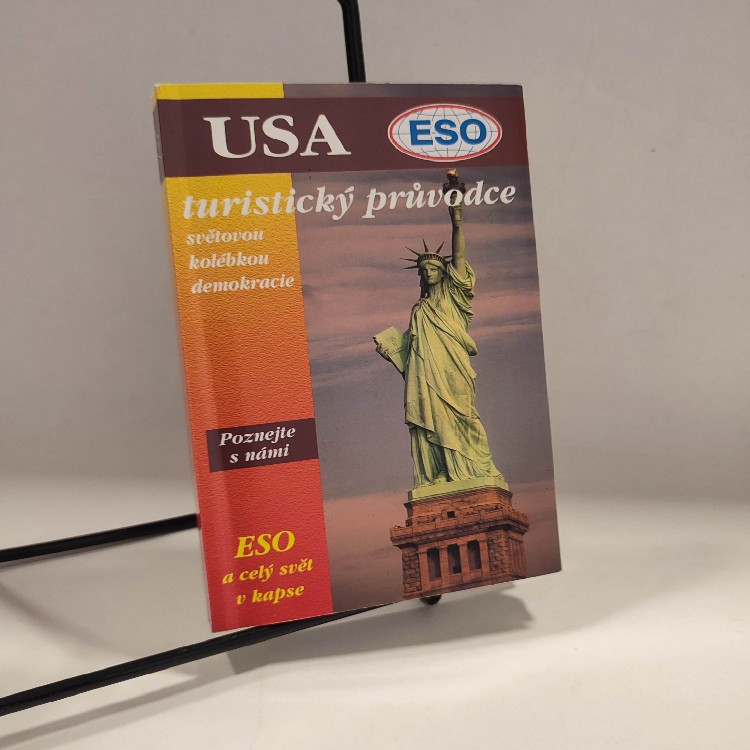 USA
ESO
turistický průvodce
světovou
kolébkou
demokracie
Poznejte
s námi
ESO
a celý svět
v kapse